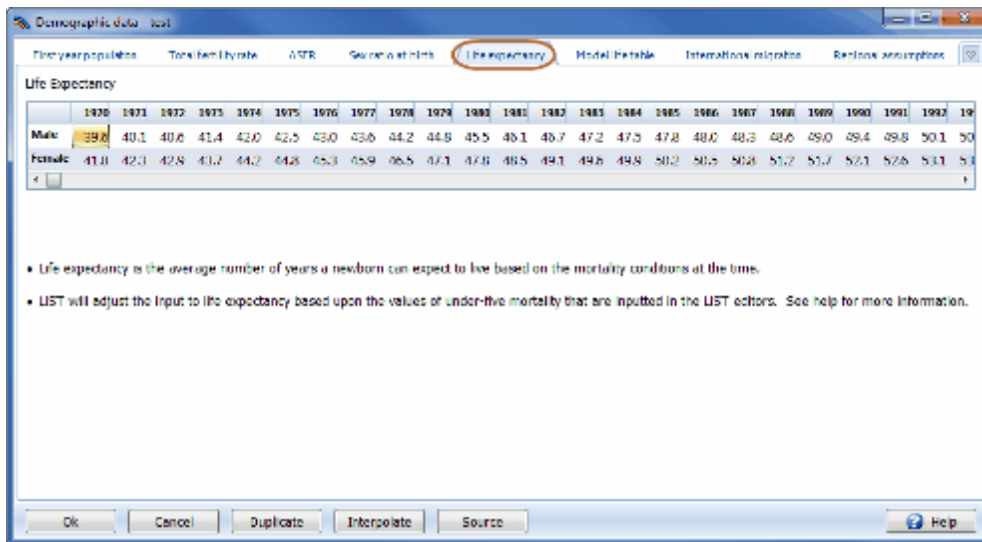 Demographic data - test
First year population Total fertility rate ASFR Sex ratio at birth Life expectancy Model life table International migration Regional assumptions
Life Expectancy
1970 1971 1972 1973 1974 1975 1976 1977 1978 1979 1980 1981 1982 1983 1984 1985 1986 1987 1988 1989 1990 1991 1992 19
Male 39.6 40.1 40.6 41.4 42.0 42.5 43.0 43.6 44.2 44.8 45.5 46.1 46.7 47.2 47.5 47.8 48.0 48.3 48.6 49.0 49.4 49.8 50.1 50
Female 41.8 42.3 42.9 43.7 44.2 44.8 45.3 45.9 46.5 47.1 47.8 48.5 49.1 49.6 49.9 50.2 50.5 50.8 51.2 51.7 52.1 52.6 53.1 53
• Life expectancy is the average number of years a newborn can expect to live based on the mortality conditions at the time.
• LiST will adjust the input to life expectancy based upon the values of under-five mortality that are inputted in the LiST editors. See help for more information.
Ok Cancel Duplicate Interpolate Source Help